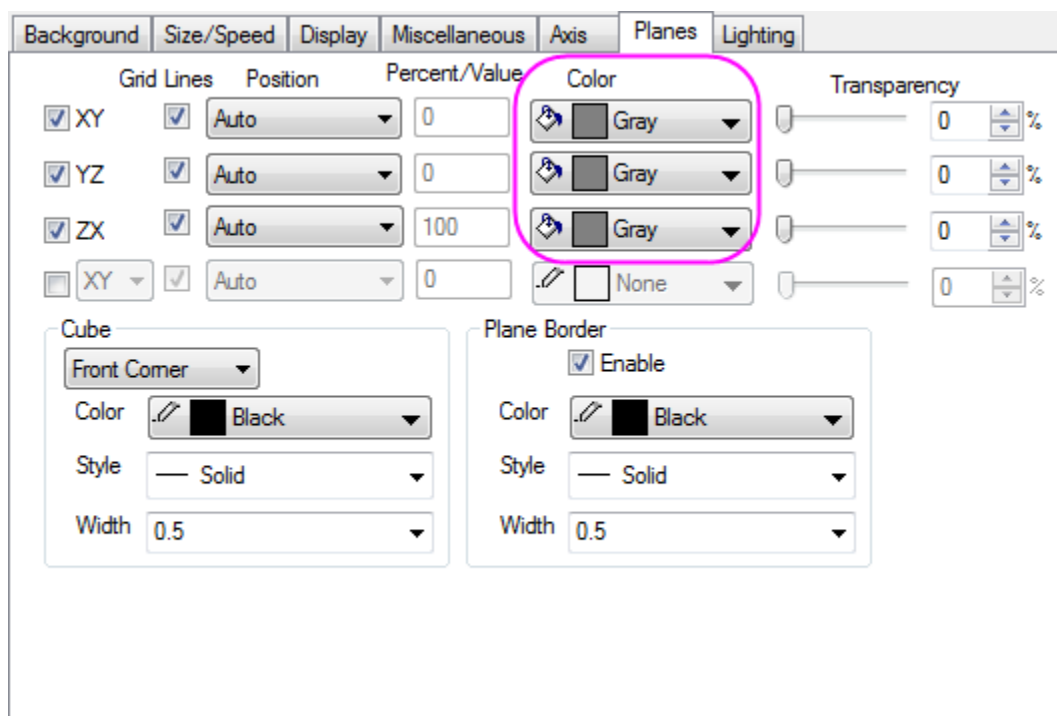 Background Size/Speed Display Miscellaneous Axis Planes Lighting
Grid Lines Position Percent/Value Color Transparency
XY Auto 0 Gray 0 %
YZ Auto 0 Gray 0 %
ZX Auto 100 Gray 0 %
XY Auto 0 None 0 %
Cube
Front Corner
Color Black
Style Solid
Width 0.5
Plane Border
Enable
Color Black
Style Solid
Width 0.5